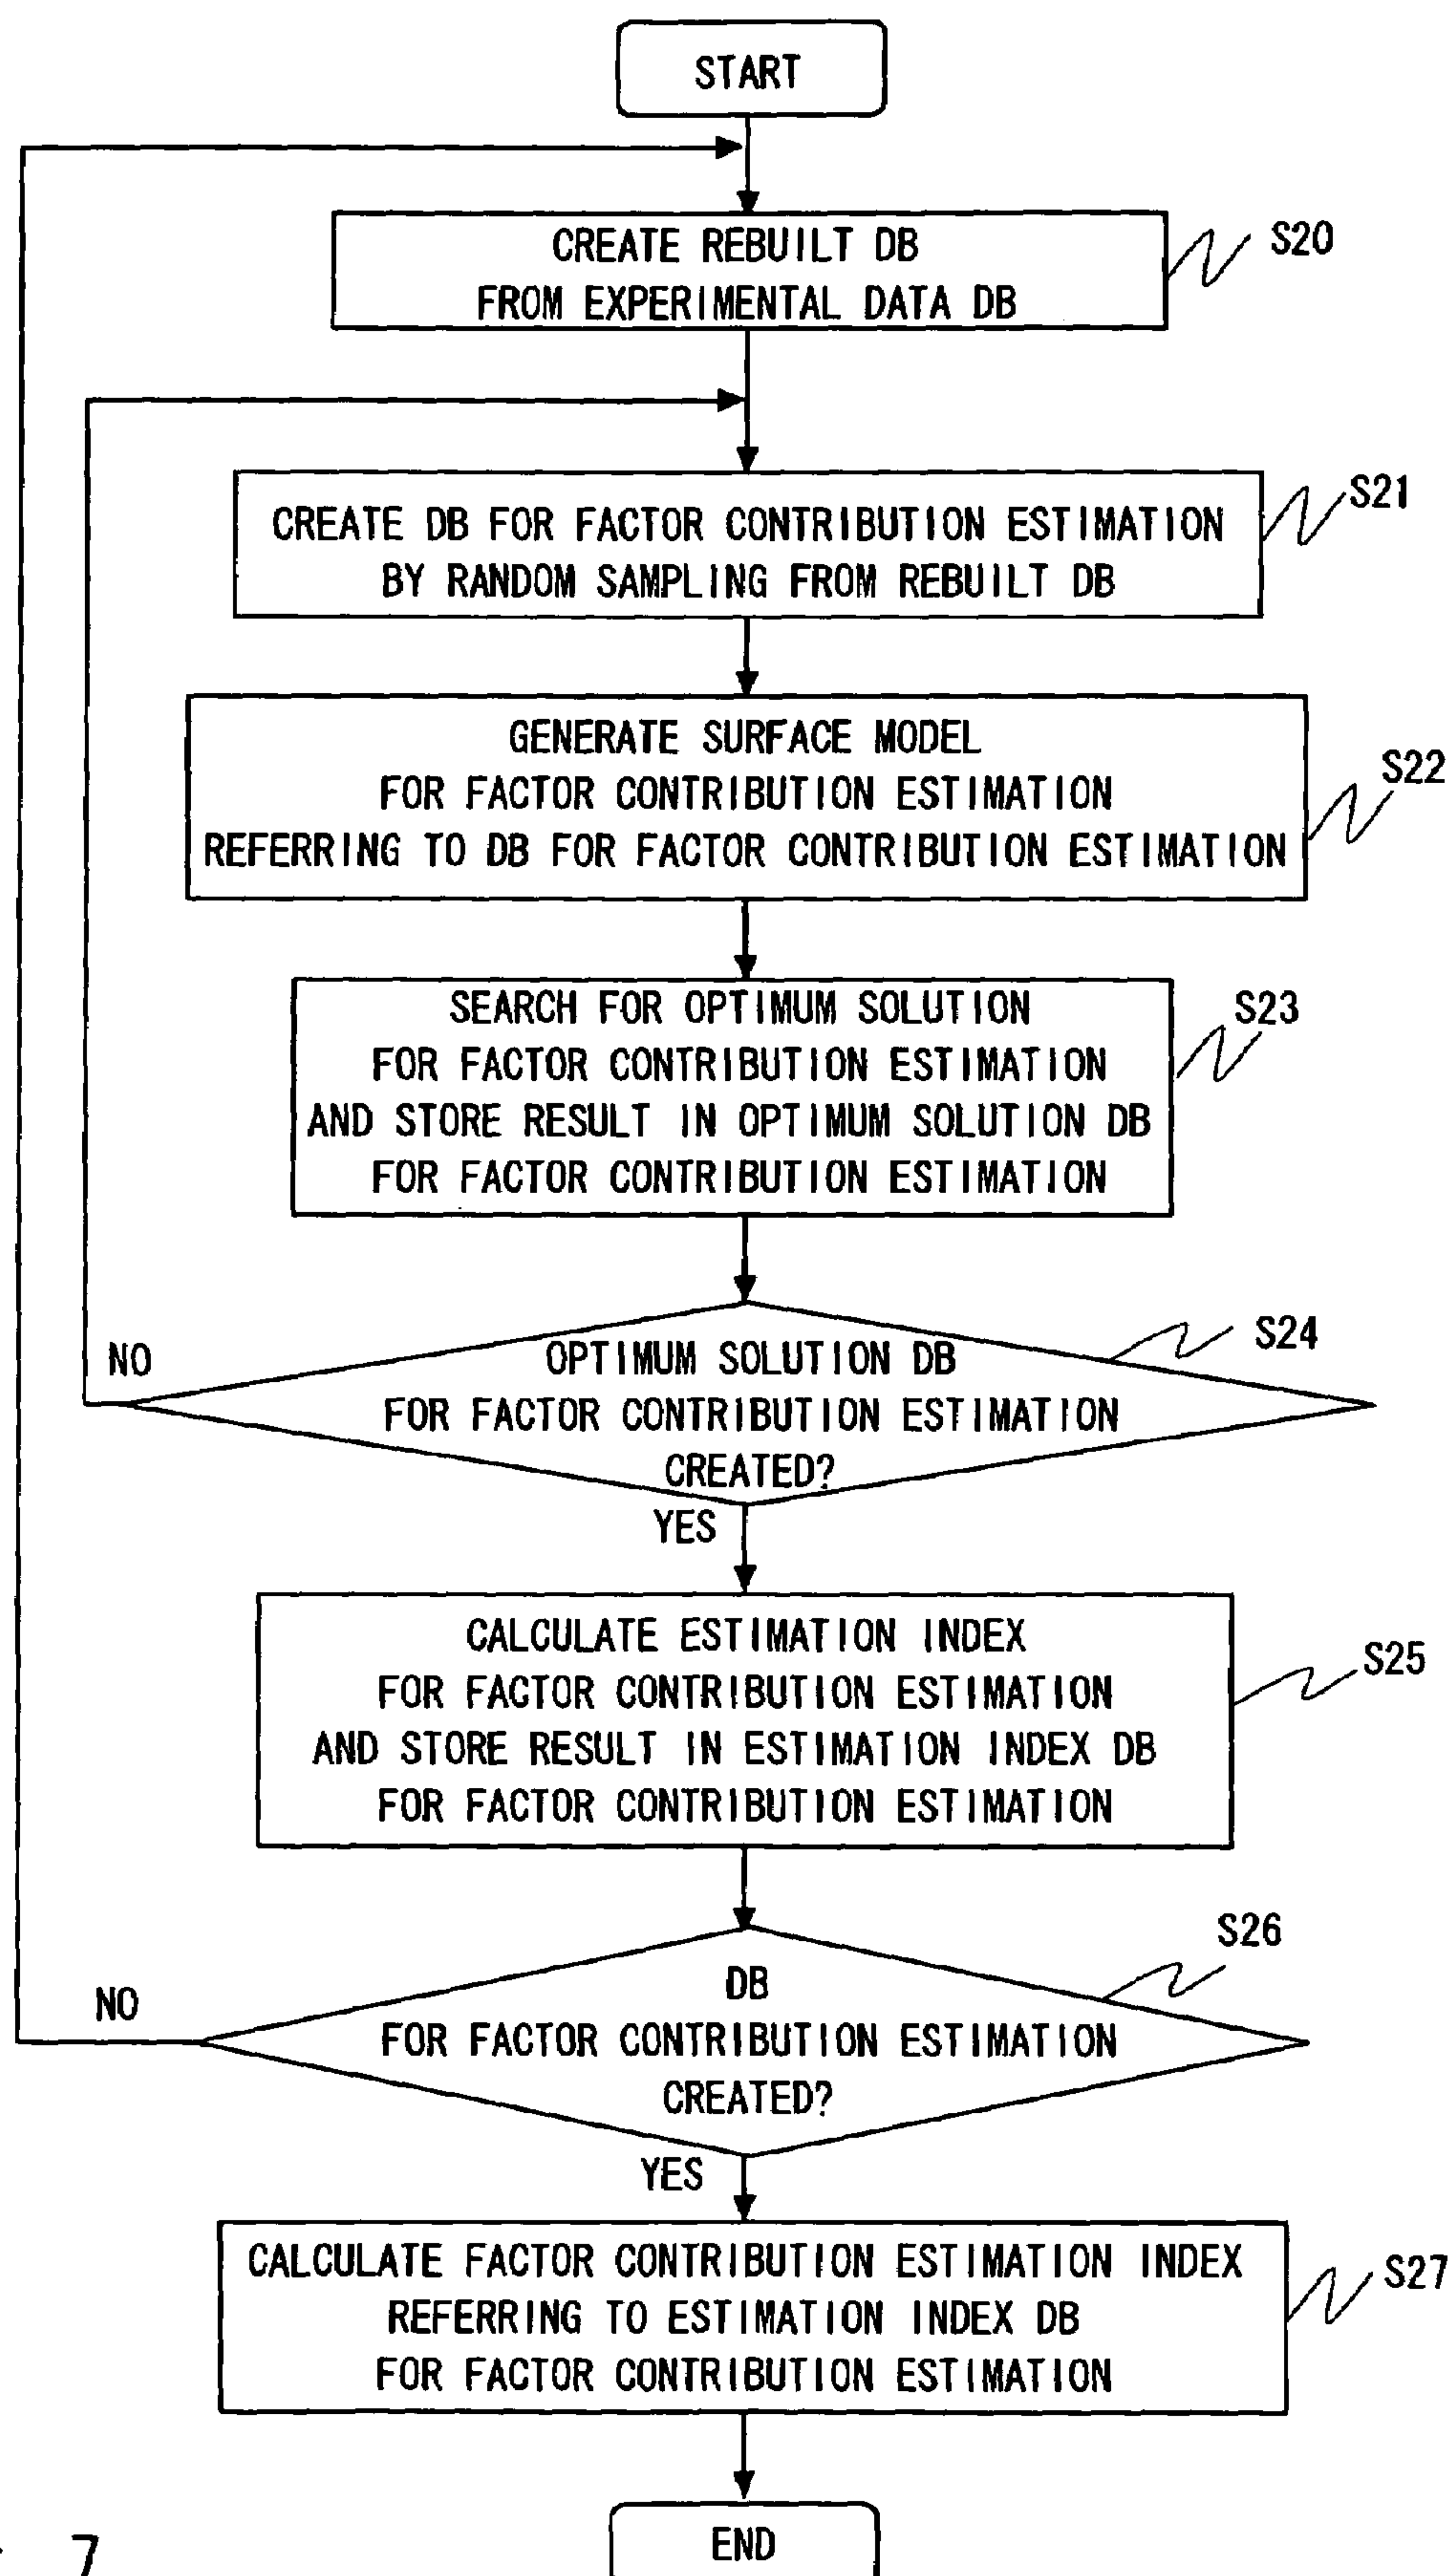 START
CREATE REBUILT DB
FROM EXPERIMENTAL DATA DB
S20
CREATE DB FOR FACTOR CONTRIBUTION ESTIMATION
BY RANDOM SAMPLING FROM REBUILT DB
S21
GENERATE SURFACE MODEL
FOR FACTOR CONTRIBUTION ESTIMATION
REFERRING TO DB FOR FACTOR CONTRIBUTION ESTIMATION
S22
SEARCH FOR OPTIMUM SOLUTION
FOR FACTOR CONTRIBUTION ESTIMATION
AND STORE RESULT IN OPTIMUM SOLUTION DB
FOR FACTOR CONTRIBUTION ESTIMATION
S23
OPTIMUM SOLUTION DB
FOR FACTOR CONTRIBUTION ESTIMATION
CREATED?
S24
NO
YES
CALCULATE ESTIMATION INDEX
FOR FACTOR CONTRIBUTION ESTIMATION
AND STORE RESULT IN ESTIMATION INDEX DB
FOR FACTOR CONTRIBUTION ESTIMATION
S25
DB
FOR FACTOR CONTRIBUTION ESTIMATION
CREATED?
S26
NO
YES
CALCULATE FACTOR CONTRIBUTION ESTIMATION INDEX
REFERRING TO ESTIMATION INDEX DB
FOR FACTOR CONTRIBUTION ESTIMATION
S27
END
7